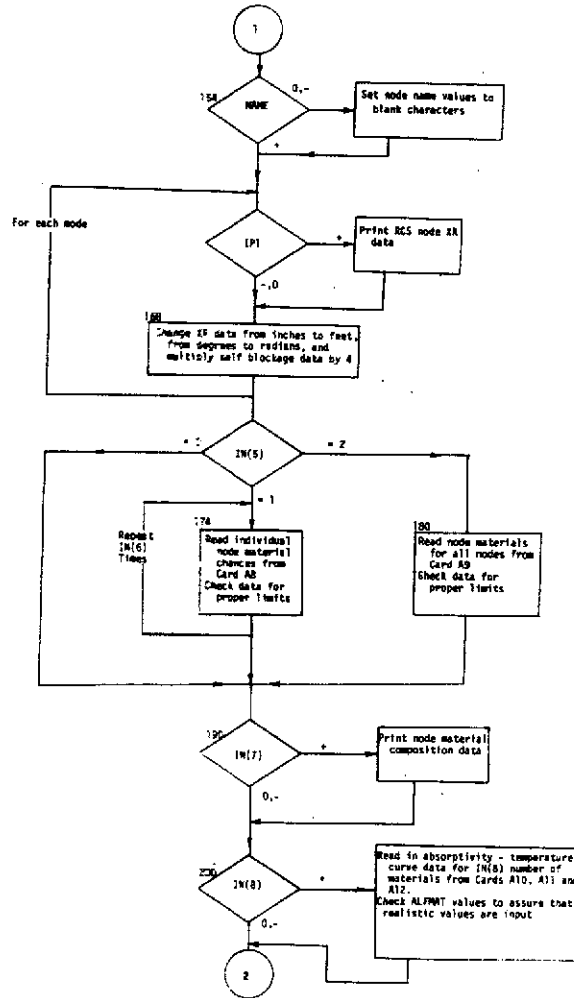 1
NAME
0,-
Set node name values to
blank characters
+
For each node
IP1
+
Print RCS node XR
data
-,0
168
Change XR data from inches to feet,
from degrees to radians, and
multiply self blockage data by 4
IN(5)
= 2
= 1
Repeat
IN(6)
Times
174
Read individual
node material
changes from
Card A8
Check data for
proper limits
180
Read node materials
for all nodes from
Card A9
Check data for
proper limits
190
IN(7)
+
Print node material
composition data
0,-
200
IN(8)
+
Read in absorptivity - temperature
curve data for IN(8) number of
materials from Cards A10, A11 and
A12.
Check ALFMAT values to assure that
realistic values are input
0,-
2